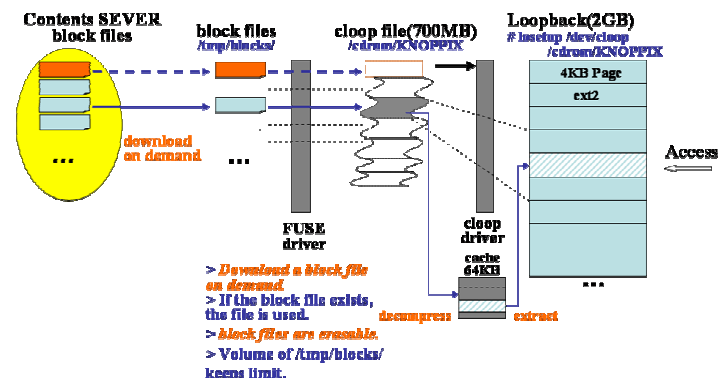 Contents SEVER
block files
block files
/tmp/blocks/
cloop file(700MB)
/cdrom/KNOPPIX
Loopback(2GB)
# losetup /dev/cloop
/cdrom/KNOPPIX
4KB Page
ext2
download
on demand
...
...
...
Access
FUSE
driver
cloop
driver
cache
64KB
decompress
extract
> Download a block file
on demand.
> If the block file exists,
the file is used.
> block files are erasable.
> Volume of /tmp/blocks/
keeps limit.